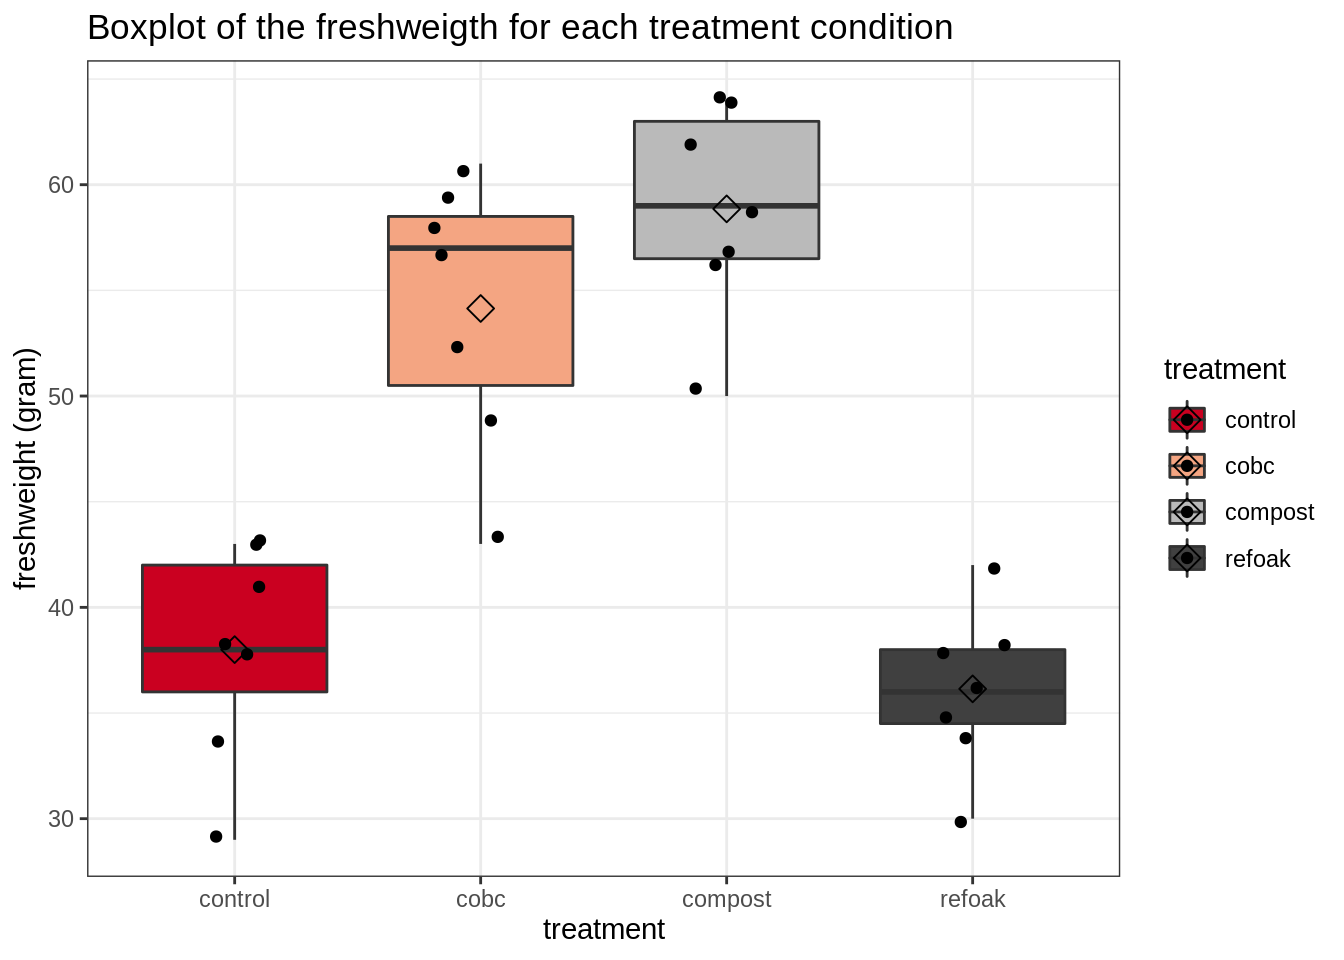 Boxplot of the freshweigth for each treatment condition
freshweight (gram)
60
50
40
30
control
cobc
compost
refoak
treatment
treatment
control
cobc
compost
refoak